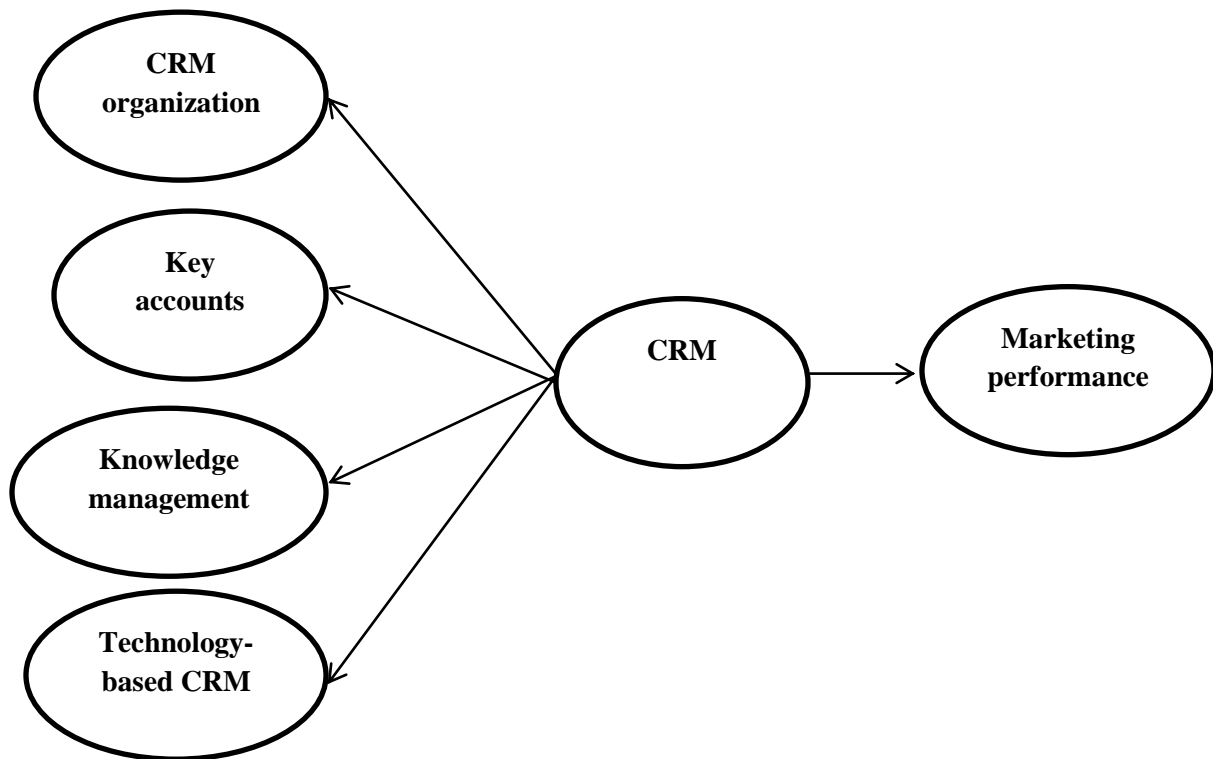 CRM
organization
Key
accounts
Knowledge
management
Technology-
based CRM
CRM
Marketing
performance